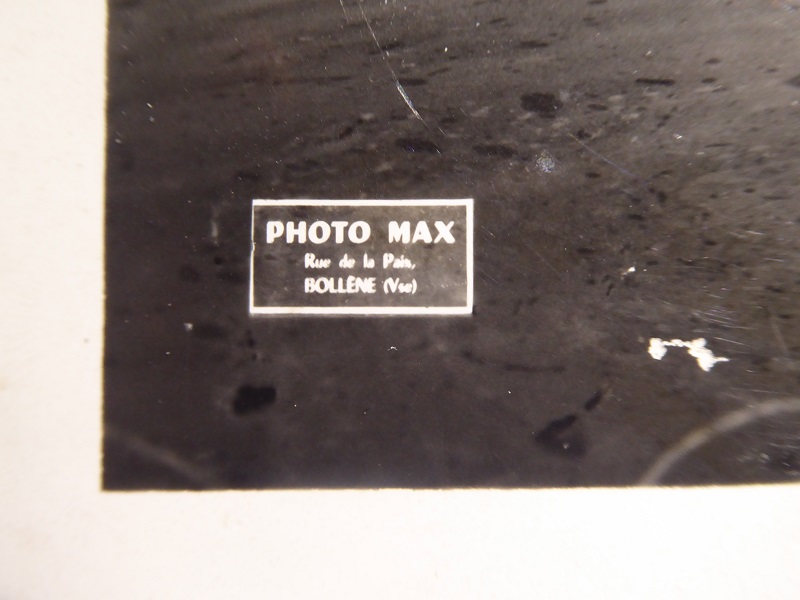 PHOTO MAX
Rue de la Paix,
BOLLÈNE (Vse)